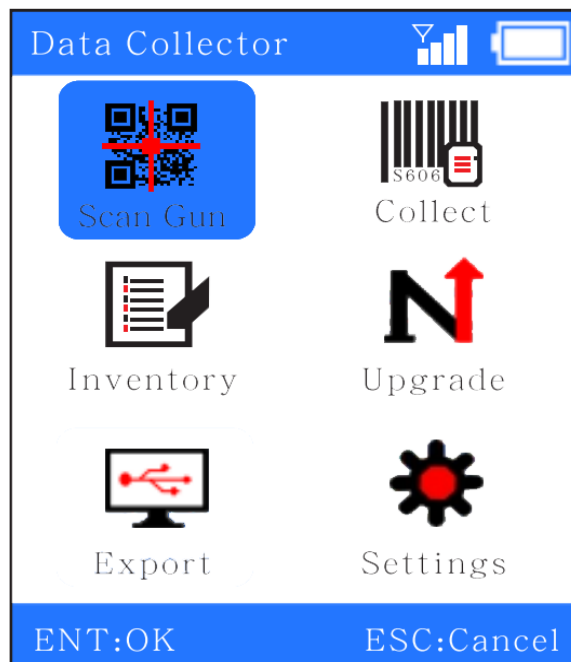 Data Collector
S606
Scan Gun
Collect
Inventory
Upgrade
Export
Settings
ENT:OK
ESC:Cancel